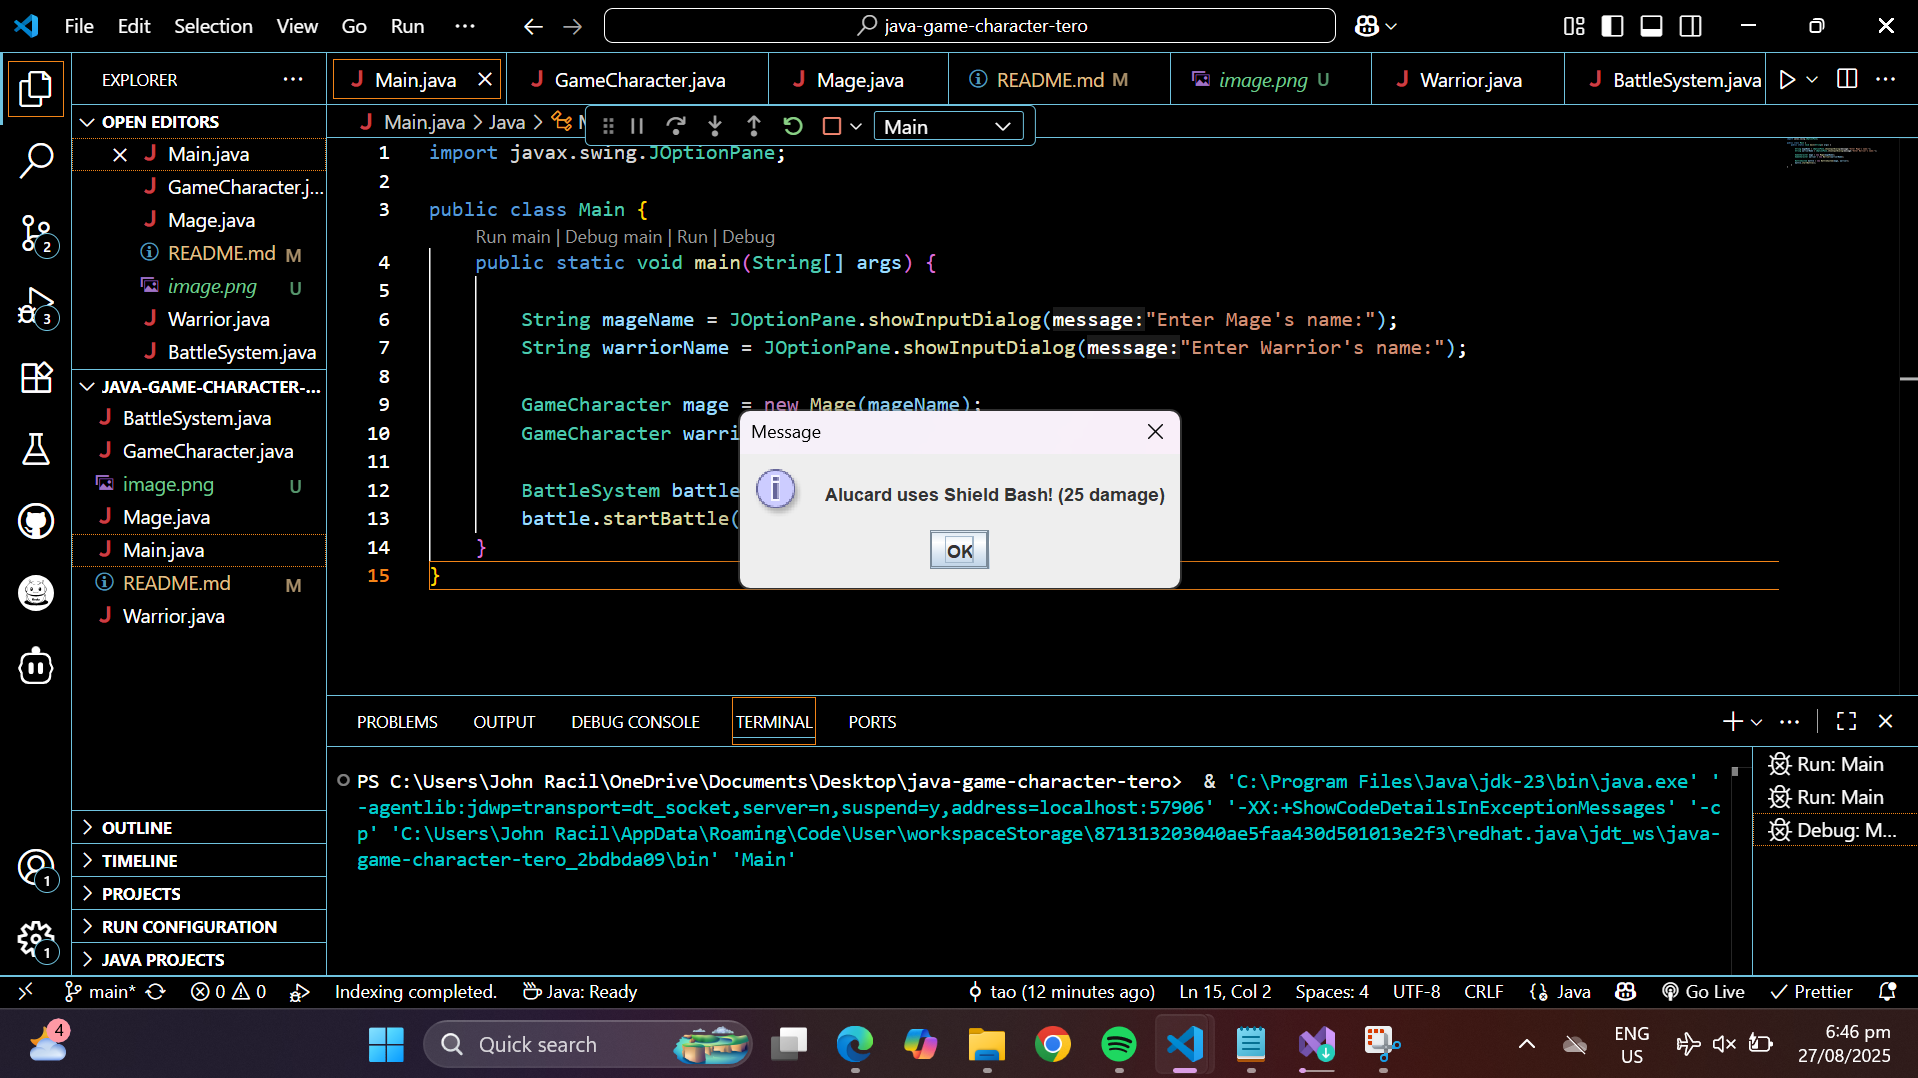 File Edit Selection View Go Run ···
java-game-character-tero
EXPLORER
Main.java
GameCharacter.java
Mage.java
README.md M
image.png U
Warrior.java
BattleSystem.java
OPEN EDITORS
Main.java
GameCharacter.j...
Mage.java
README.md M
image.png U
Warrior.java
BattleSystem.java
JAVA-GAME-CHARACTER-...
BattleSystem.java
GameCharacter.java
image.png U
Mage.java
Main.java
README.md M
Warrior.java
OUTLINE
TIMELINE
PROJECTS
RUN CONFIGURATION
JAVA PROJECTS
2
3
1
1
Main.java > Java >
Main
1 import javax.swing.JOptionPane;
2
3 public class Main {
Run main | Debug main | Run | Debug
4 public static void main(String[] args) {
5
6 String mageName = JOptionPane.showInputDialog(message:"Enter Mage's name:");
7 String warriorName = JOptionPane.showInputDialog(message:"Enter Warrior's name:");
8
9 GameCharacter mage = new Mage(mageName);
10 GameCharacter warri
11
12 BattleSystem battle
13 battle.startBattle(
14 }
15 }
Message
Alucard uses Shield Bash! (25 damage)
OK
PROBLEMS OUTPUT DEBUG CONSOLE TERMINAL PORTS
PS C:\Users\John Racil\OneDrive\Documents\Desktop\java-game-character-tero> & 'C:\Program Files\Java\jdk-23\bin\java.exe' '
-agentlib:jdwp=transport=dt_socket,server=n,suspend=y,address=localhost:57906' '-XX:+ShowCodeDetailsInExceptionMessages' '-c
p' 'C:\Users\John Racil\AppData\Roaming\Code\User\workspaceStorage\871313203040ae5faa430d501013e2f3\redhat.java\jdt_ws\java-
game-character-tero_2bdbda09\bin' 'Main'
Run: Main
Run: Main
Debug: M...
main* 0 0 Indexing completed. Java: Ready
tao (12 minutes ago) Ln 15, Col 2 Spaces: 4 UTF-8 CRLF Java Go Live Prettier
4
Quick search
ENG
US
6:46 pm
27/08/2025